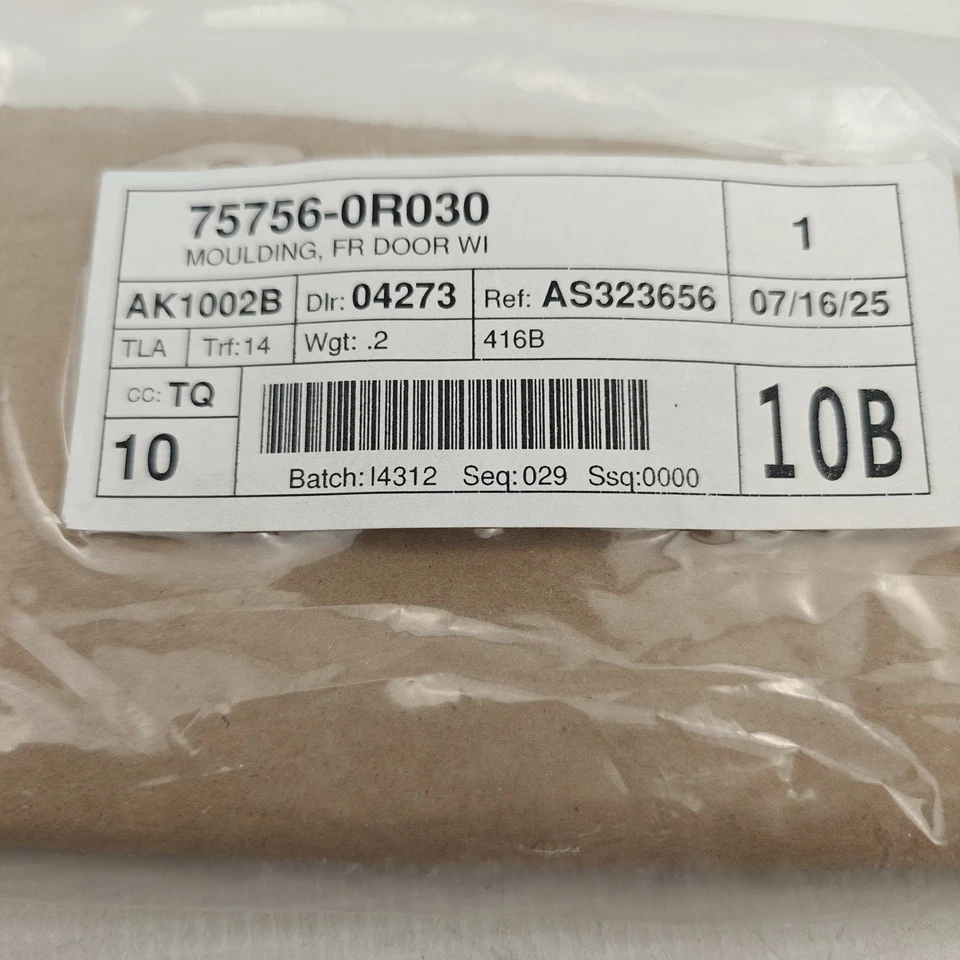 75756-0R030
MOULDING, FR DOOR WI
1
AK1002B
Dlr: 04273
Ref: AS323656
07/16/25
TLA
Trf: 14
Wgt: .2
416B
CC: TQ
10
10B
Batch: I4312 Seq: 029 Ssq: 0000